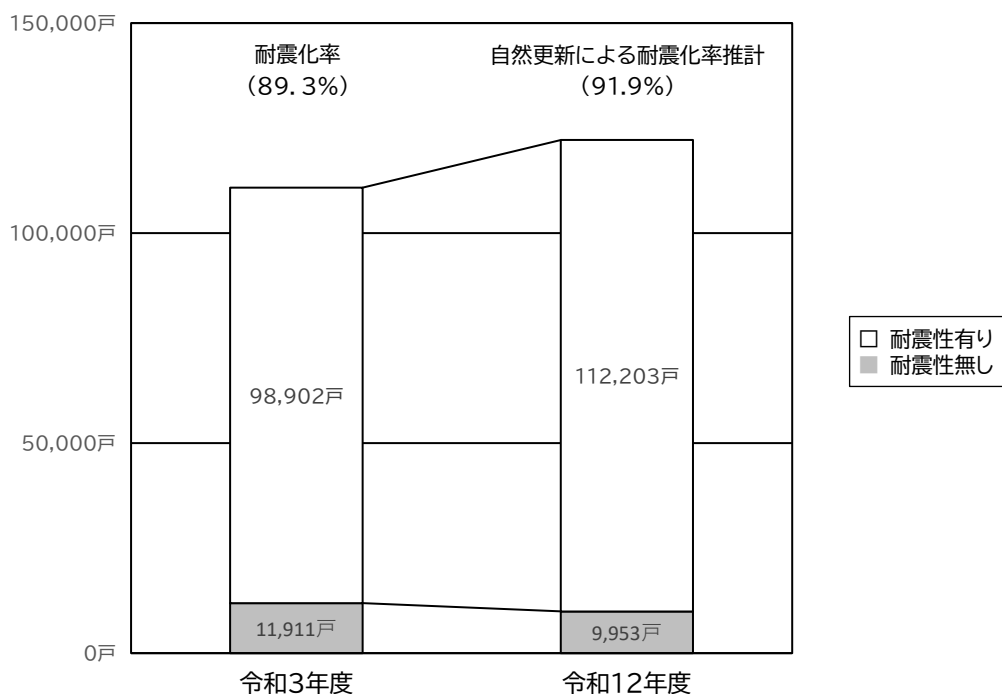 150,000戸
耐震化率
(89.3%)
自然更新による耐震化率推計
(91.9%)
100,000戸
50,000戸
0戸
98,902戸
112,203戸
11,911戸
9,953戸
令和3年度
令和12年度
□ 耐震性有り
■ 耐震性無し